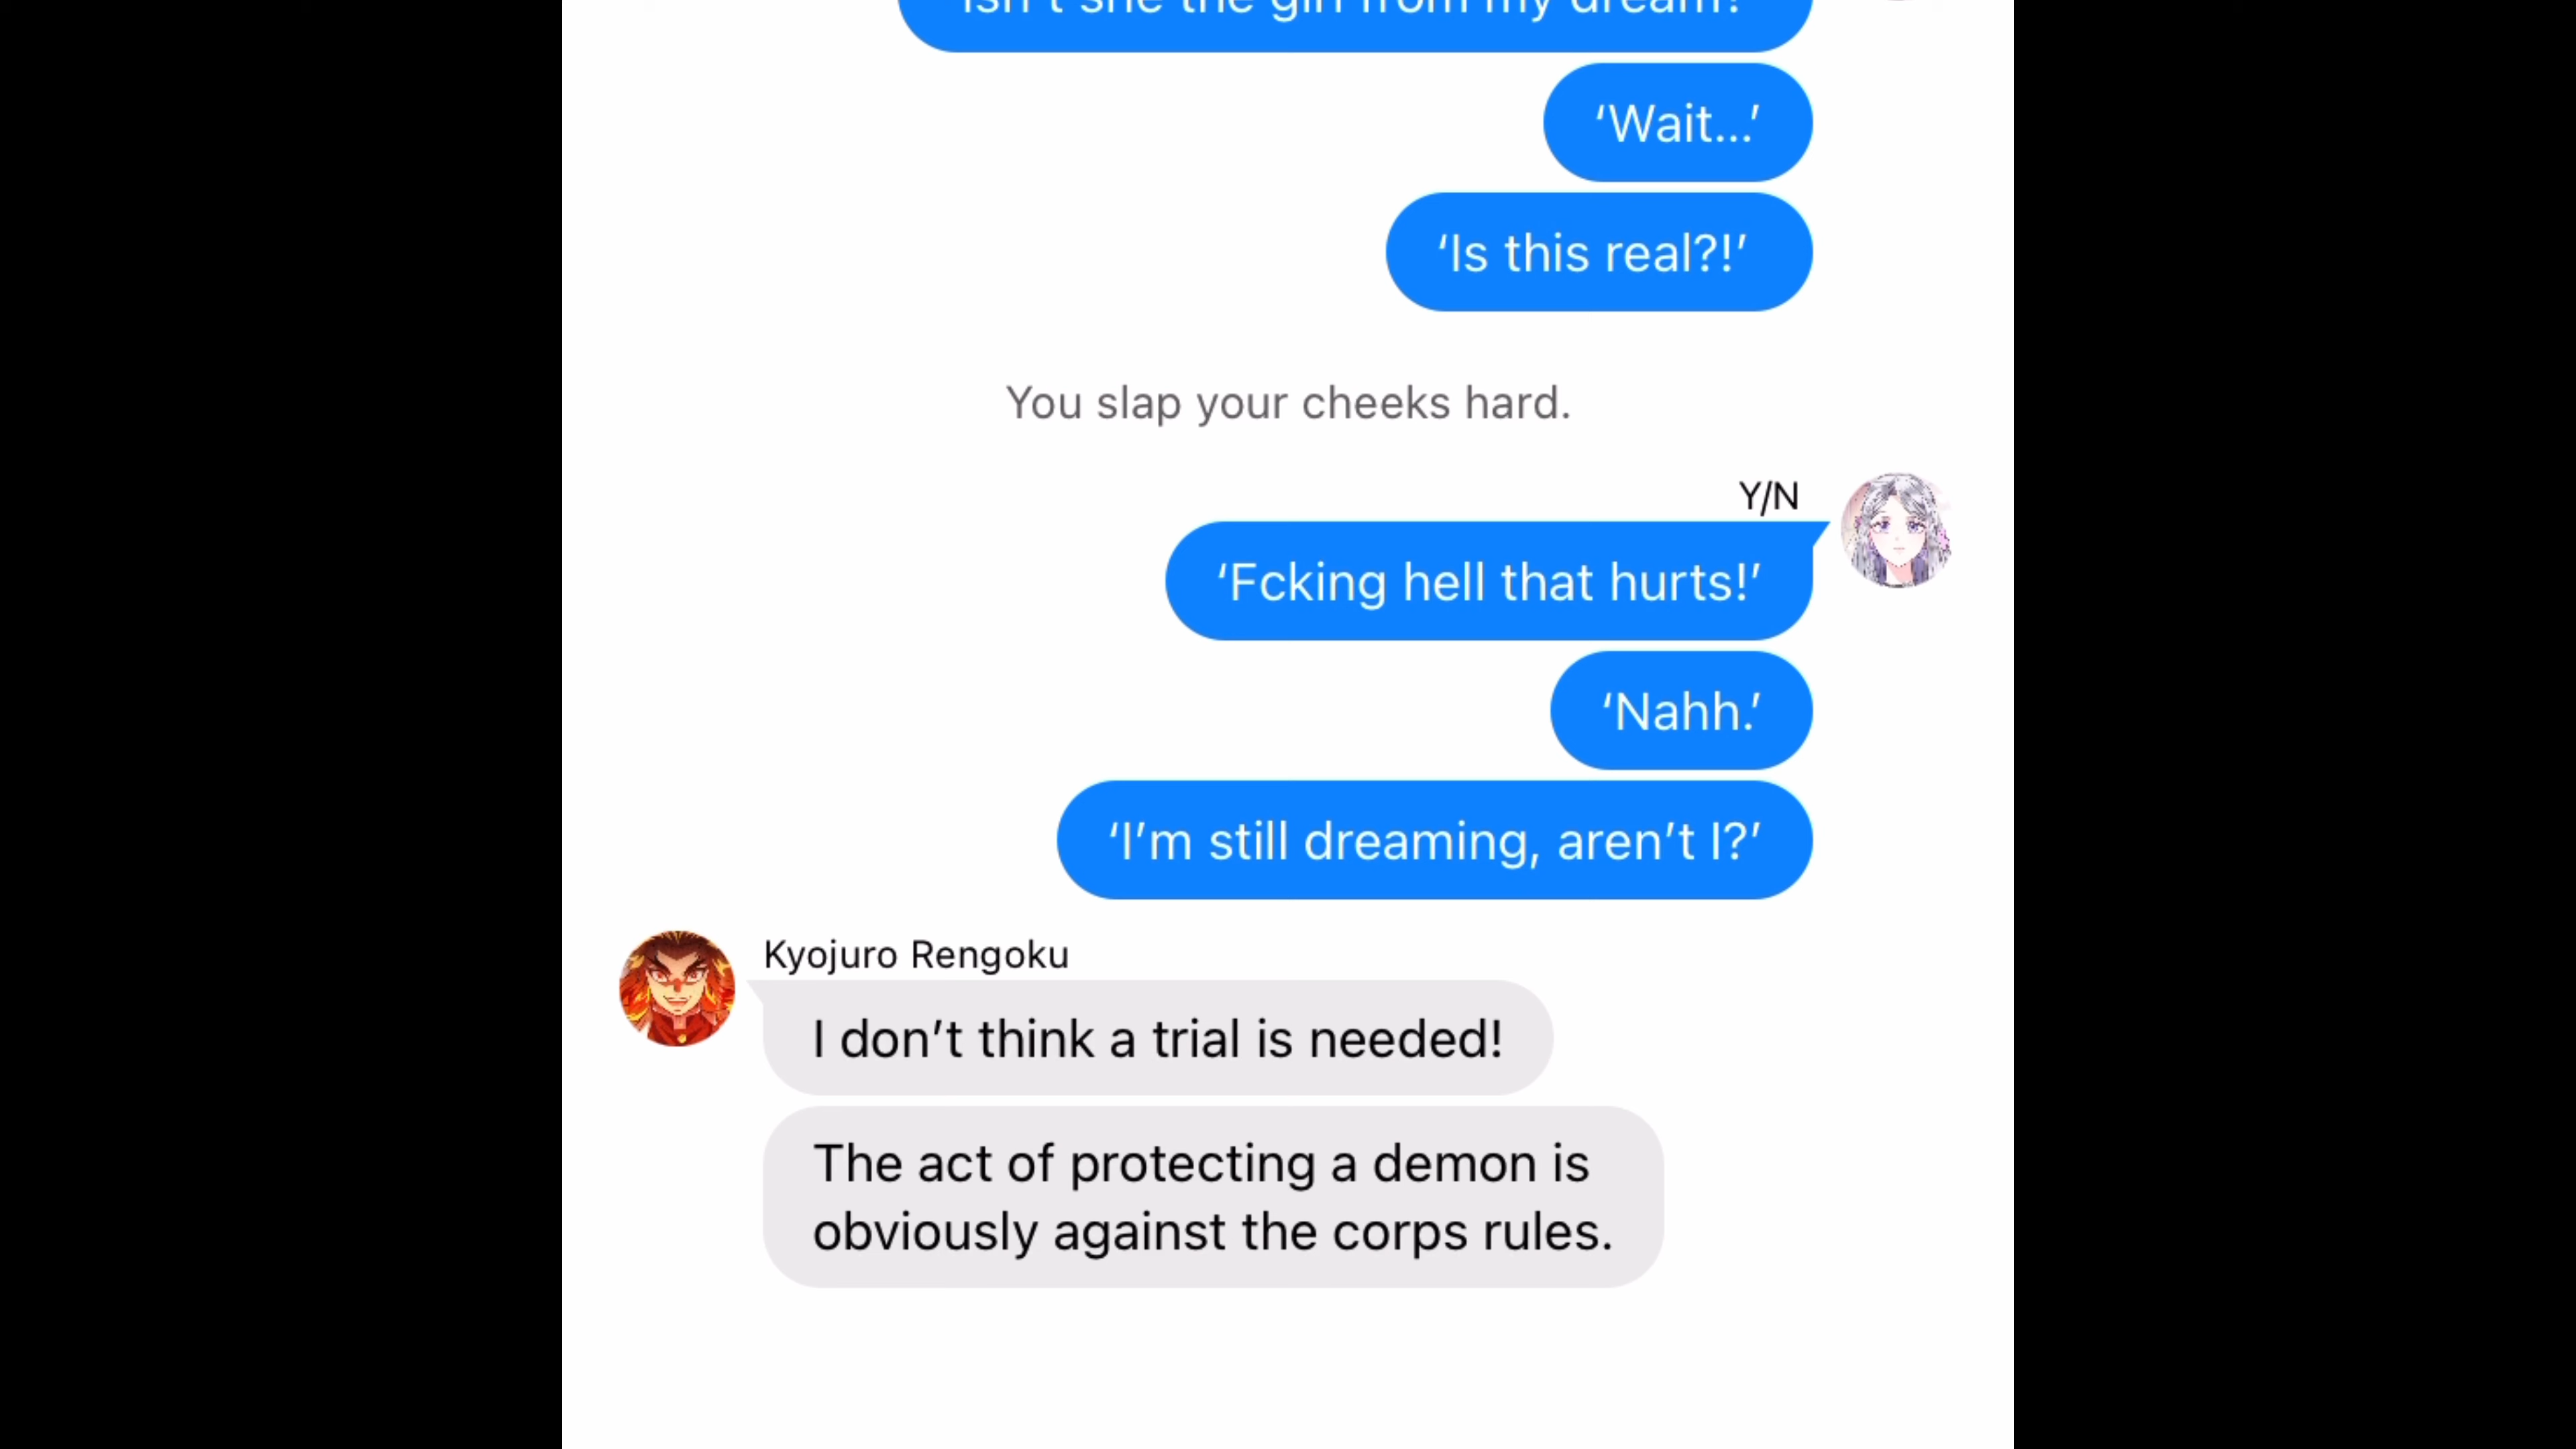 isn't she the girl from my dream?
‘Wait...’
‘Is this real?!’
You slap your cheeks hard.
Y/N
‘Fcking hell that hurts!’
‘Nahh.’
‘I’m still dreaming, aren’t I?’
Kyojuro Rengoku
I don’t think a trial is needed!
The act of protecting a demon is
obviously against the corps rules.